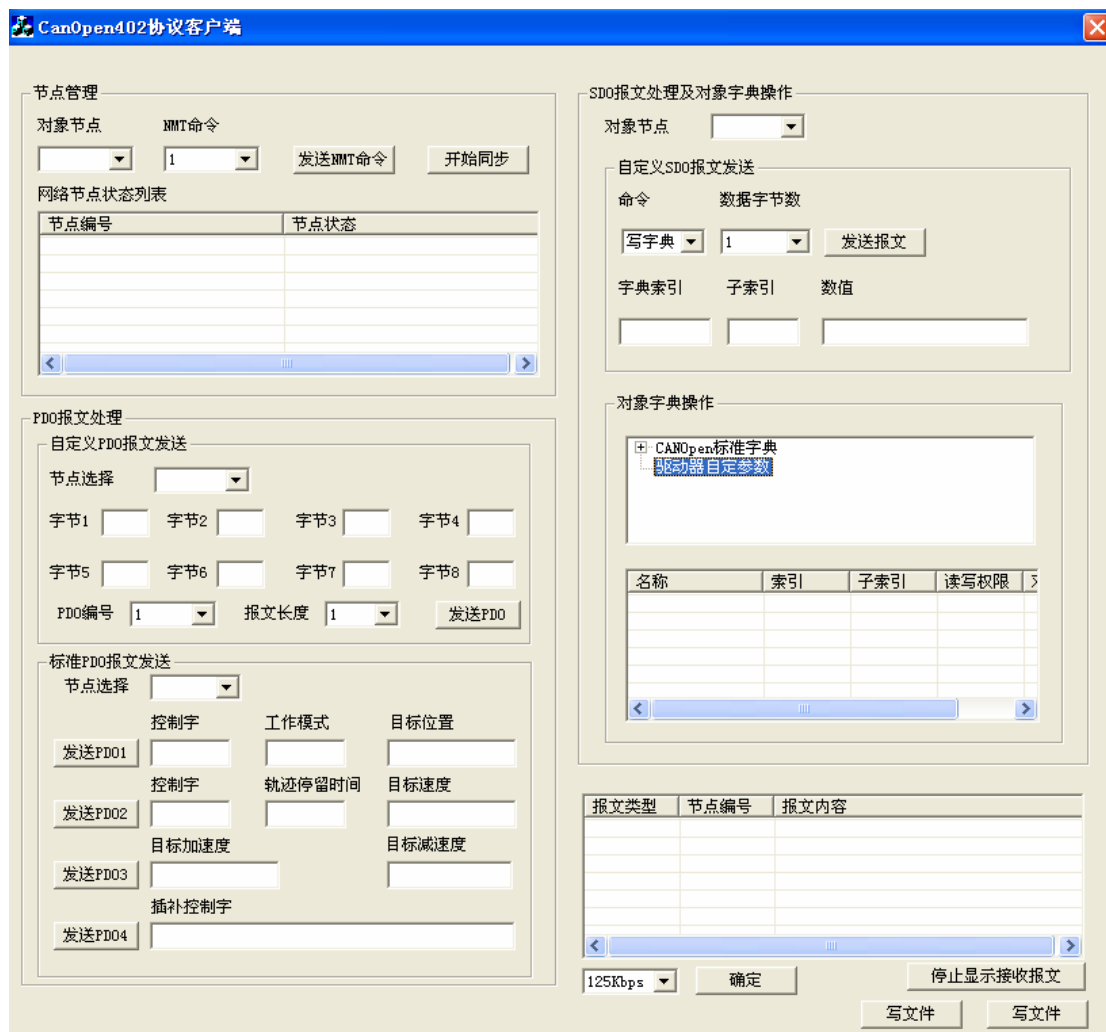 CanOpen402协议客户端
节点管理
对象节点 NMT命令
1 发送NMT命令 开始同步
网络节点状态列表
节点编号 节点状态
PDO报文处理
自定义PDO报文发送
节点选择
字节1 字节2 字节3 字节4
字节5 字节6 字节7 字节8
PDO编号 1 报文长度 1 发送PDO
标准PDO报文发送
节点选择
控制字 工作模式 目标位置
发送PDO1
控制字 轨迹停留时间 目标速度
发送PDO2
目标加速度 目标减速度
发送PDO3
插补控制字
发送PDO4
SDO报文处理及对象字典操作
对象节点
自定义SDO报文发送
命令 数据字节数
写字典 1 发送报文
字典索引 子索引 数值
对象字典操作
CANOpen标准字典
驱动器自定参数
名称 索引 子索引 读写权限
报文类型 节点编号 报文内容
125Kbps 确定 停止显示接收报文
写文件 写文件